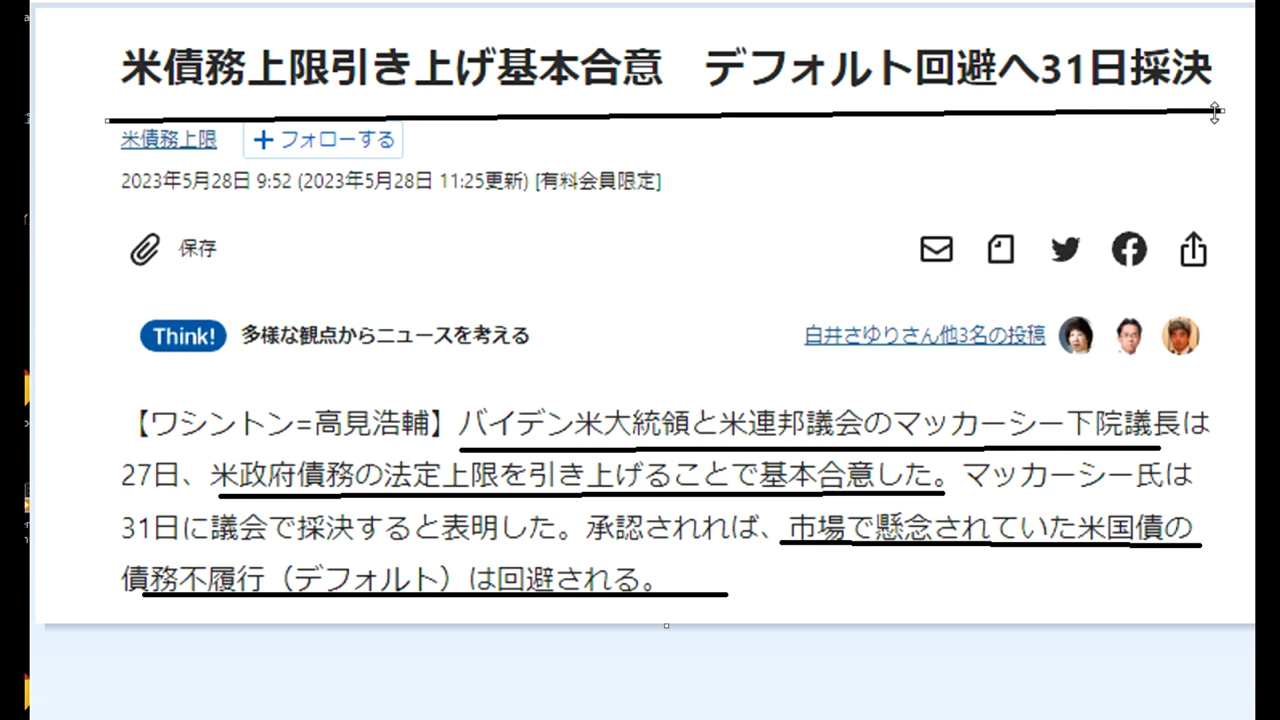 米債務上限引き上げ基本合意　デフォルト回避へ31日採決
米債務上限　+ フォローする
2023年5月28日 9:52 (2023年5月28日 11:25更新) [有料会員限定]
保存
Think! 多様な観点からニュースを考える　白井さゆりさん他3名の投稿
【ワシントン=高見浩輔】バイデン米大統領と米連邦議会のマッカーシー下院議長は
27日、米政府債務の法定上限を引き上げることで基本合意した。マッカーシー氏は
31日に議会で採決すると表明した。承認されれば、市場で懸念されていた米国債の
債務不履行（デフォルト）は回避される。